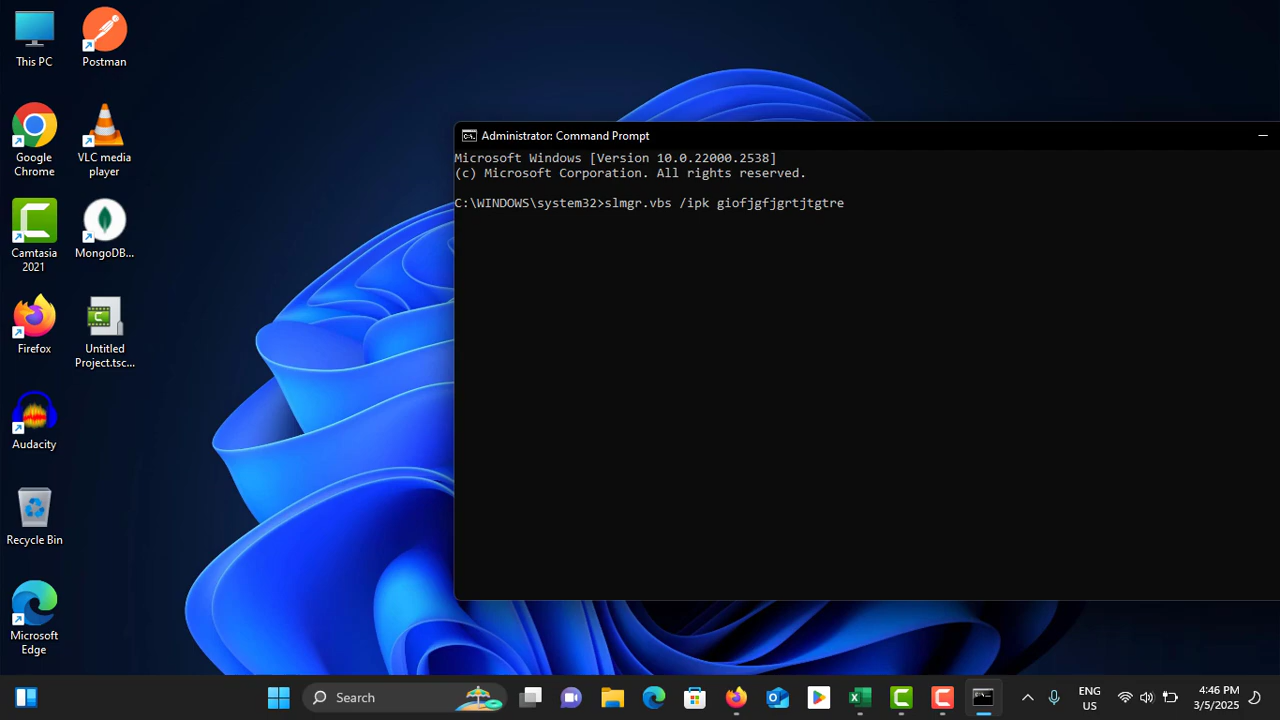 This PC
Postman
Google
Chrome
VLC media
player
Camtasia
2021
MongoDB...
Firefox
Untitled
Project.tsc...
Audacity
Recycle Bin
Microsoft
Edge
Administrator: Command Prompt
Microsoft Windows [Version 10.0.22000.2538]
(c) Microsoft Corporation. All rights reserved.
C:\WINDOWS\system32>slmgr.vbs /ipk giofjgfjgrtjtgtre
Search
ENG
US
4:46 PM
3/5/2025